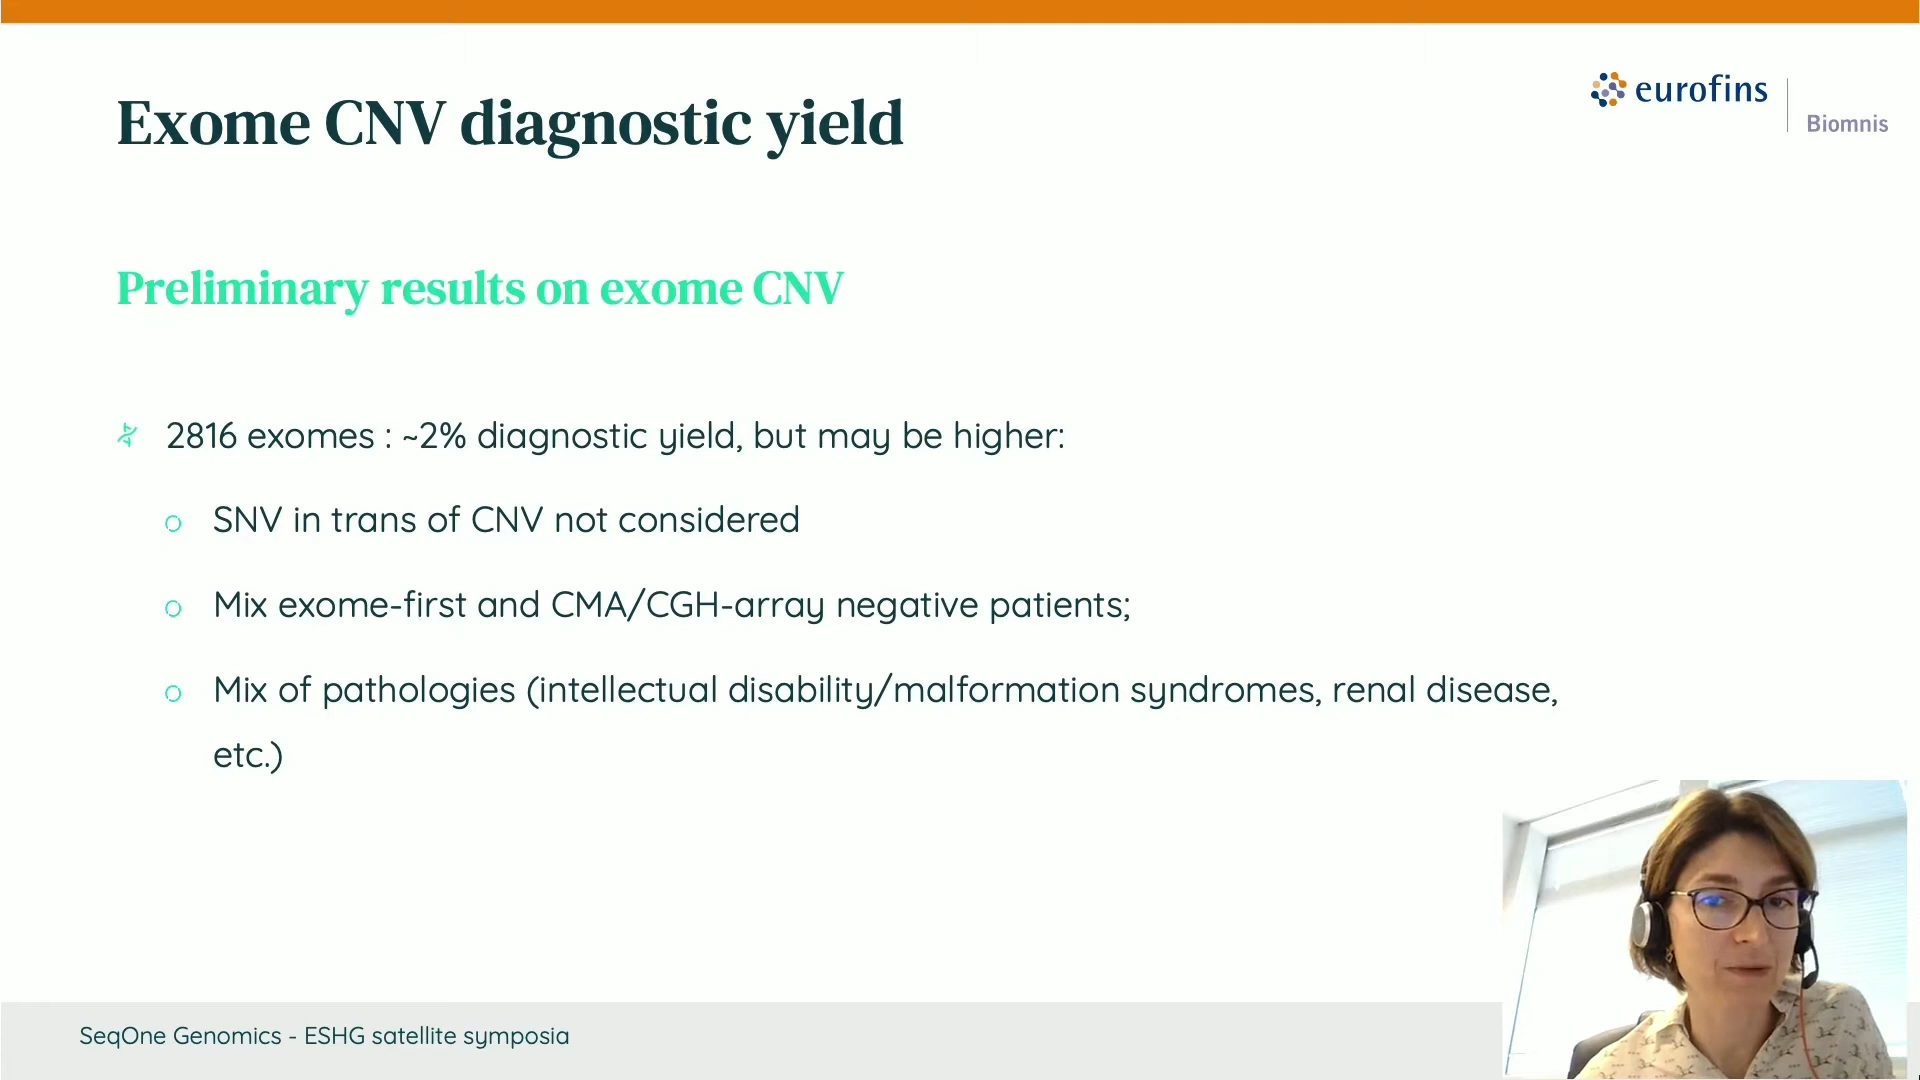 Exome CNV diagnostic yield
eurofins
Biomnis
Preliminary results on exome CNV
2816 exomes : ~2% diagnostic yield, but may be higher:
SNV in trans of CNV not considered
Mix exome-first and CMA/CGH-array negative patients;
Mix of pathologies (intellectual disability/malformation syndromes, renal disease,
etc.)
SeqOne Genomics - ESHG satellite symposia